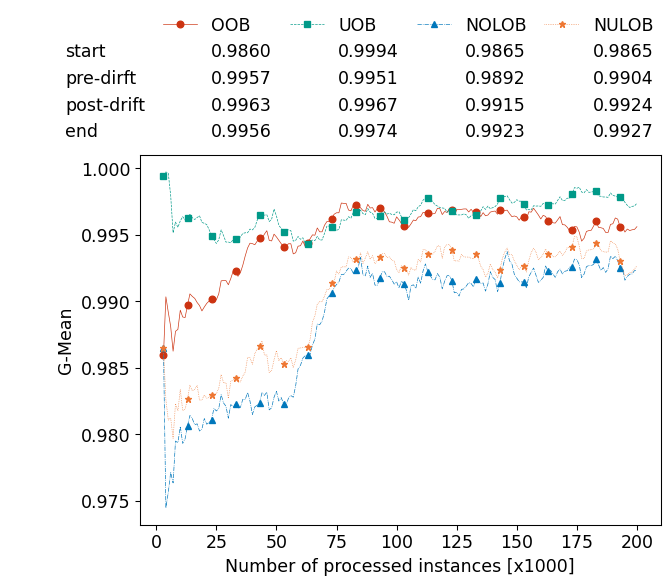 OOB UOB NOLOB NULOB
start 0.9860 0.9994 0.9865 0.9865
pre-dirft 0.9957 0.9951 0.9892 0.9904
post-drift 0.9963 0.9967 0.9915 0.9924
end 0.9956 0.9974 0.9923 0.9927
1.000
0.995
0.990
0.985
0.980
0.975
G-Mean
0 25 50 75 100 125 150 175 200
Number of processed instances [x1000]